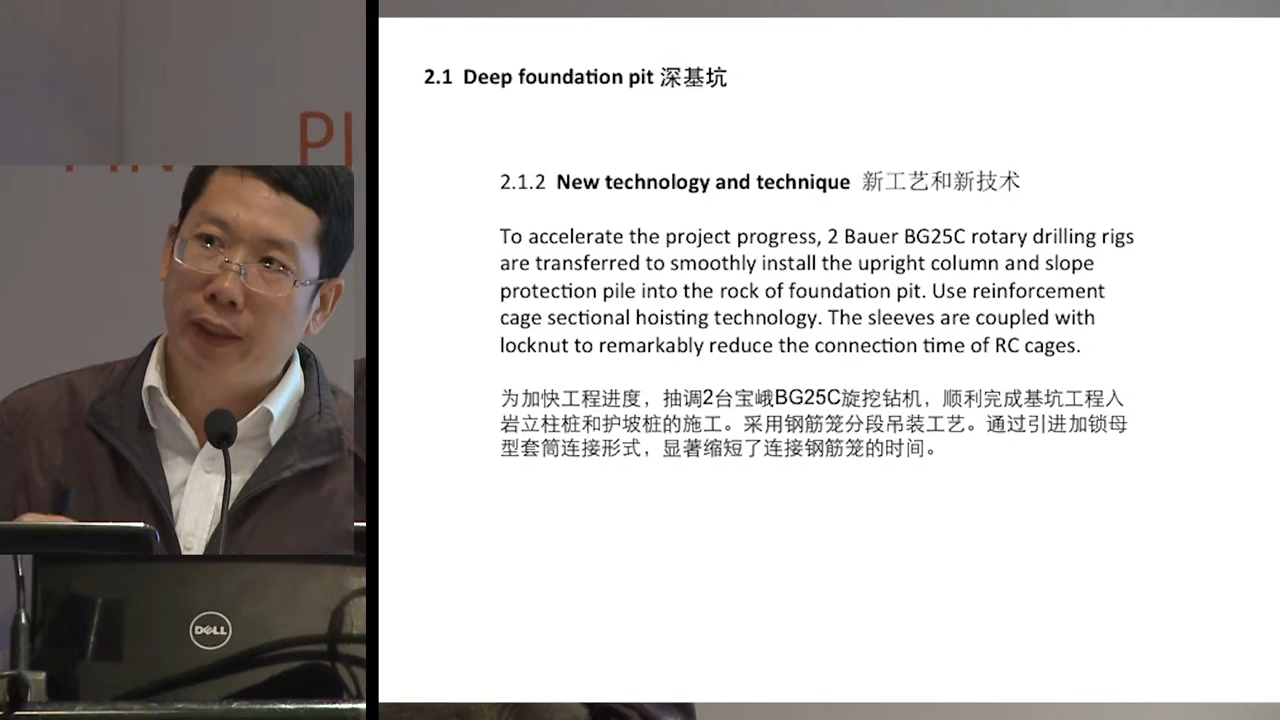 2.1 Deep foundation pit 深基坑
2.1.2 New technology and technique 新工艺和新技术
To accelerate the project progress, 2 Bauer BG25C rotary drilling rigs
are transferred to smoothly install the upright column and slope
protection pile into the rock of foundation pit. Use reinforcement
cage sectional hoisting technology. The sleeves are coupled with
locknut to remarkably reduce the connection time of RC cages.
为加快工程进度，抽调2台宝峨BG25C旋挖钻机，顺利完成基坑工程入
岩立柱桩和护坡桩的施工。采用钢筋笼分段吊装工艺。通过引进加锁母
型套筒连接形式，显著缩短了连接钢筋笼的时间。
DELL